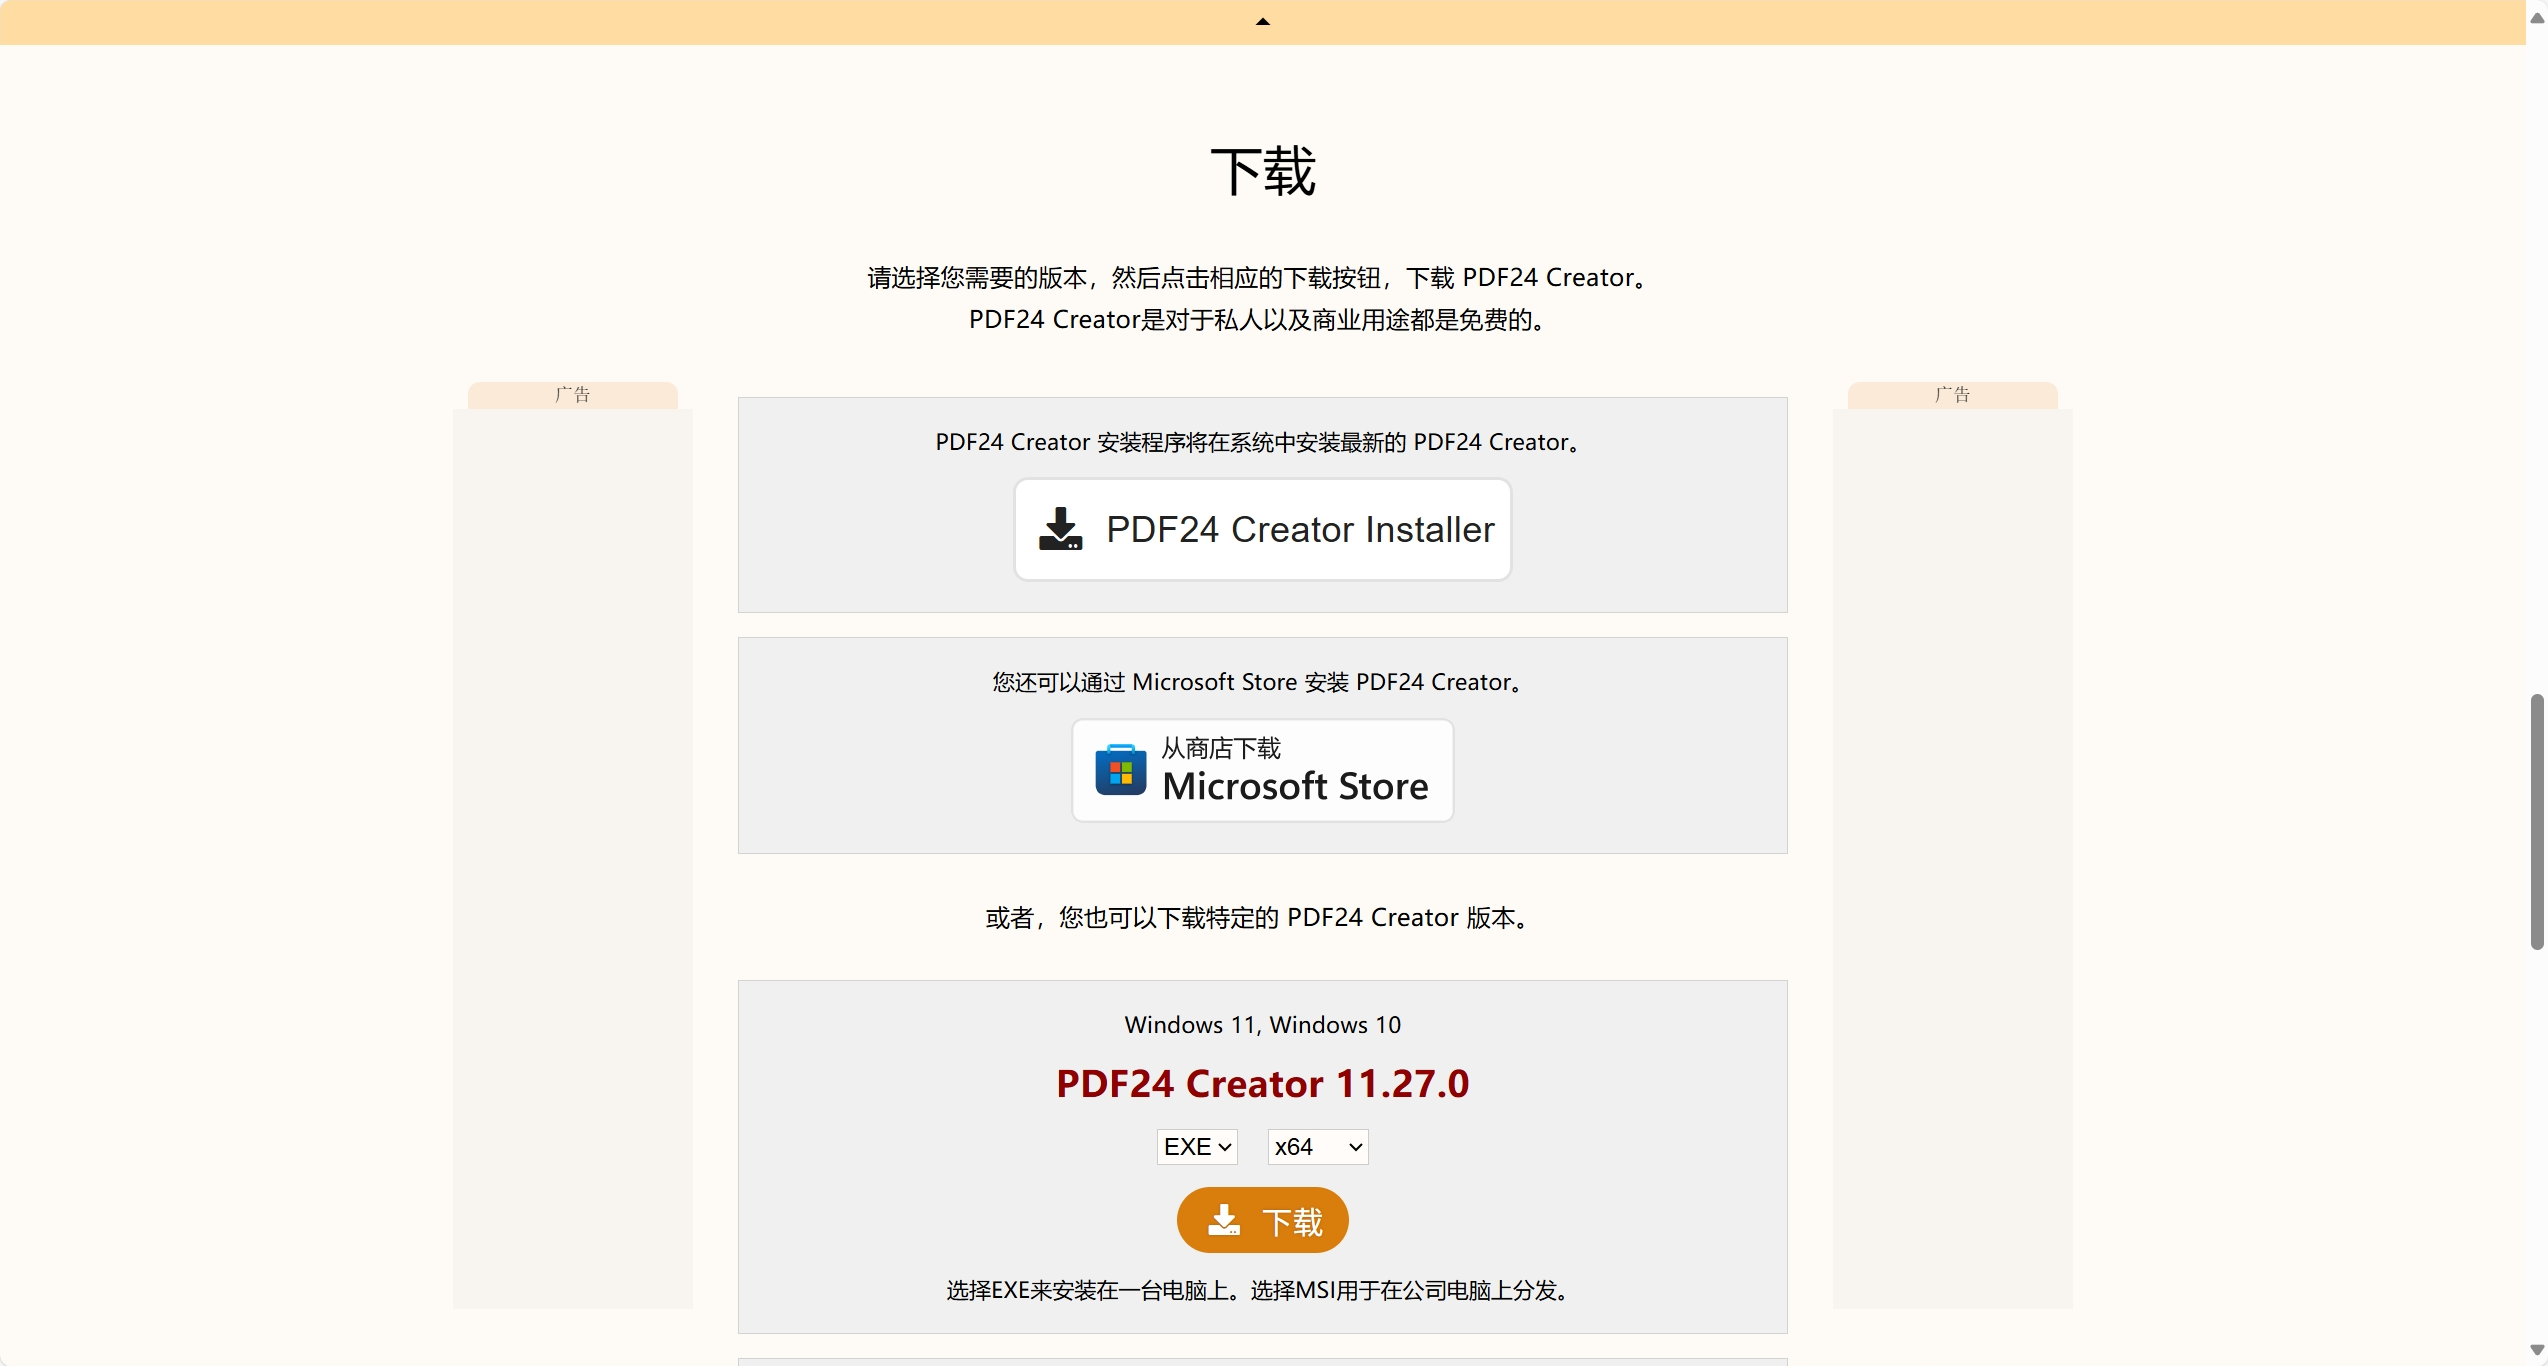 下载
请选择您需要的版本，然后点击相应的下载按钮，下载 PDF24 Creator。
PDF24 Creator是对于私人以及商业用途都是免费的。
广告
广告
PDF24 Creator 安装程序将在系统中安装最新的 PDF24 Creator。
PDF24 Creator Installer
您还可以通过 Microsoft Store 安装 PDF24 Creator。
从商店下载
Microsoft Store
或者，您也可以下载特定的 PDF24 Creator 版本。
Windows 11, Windows 10
PDF24 Creator 11.27.0
EXE x64
下载
选择EXE来安装在一台电脑上。选择MSI用于在公司电脑上分发。